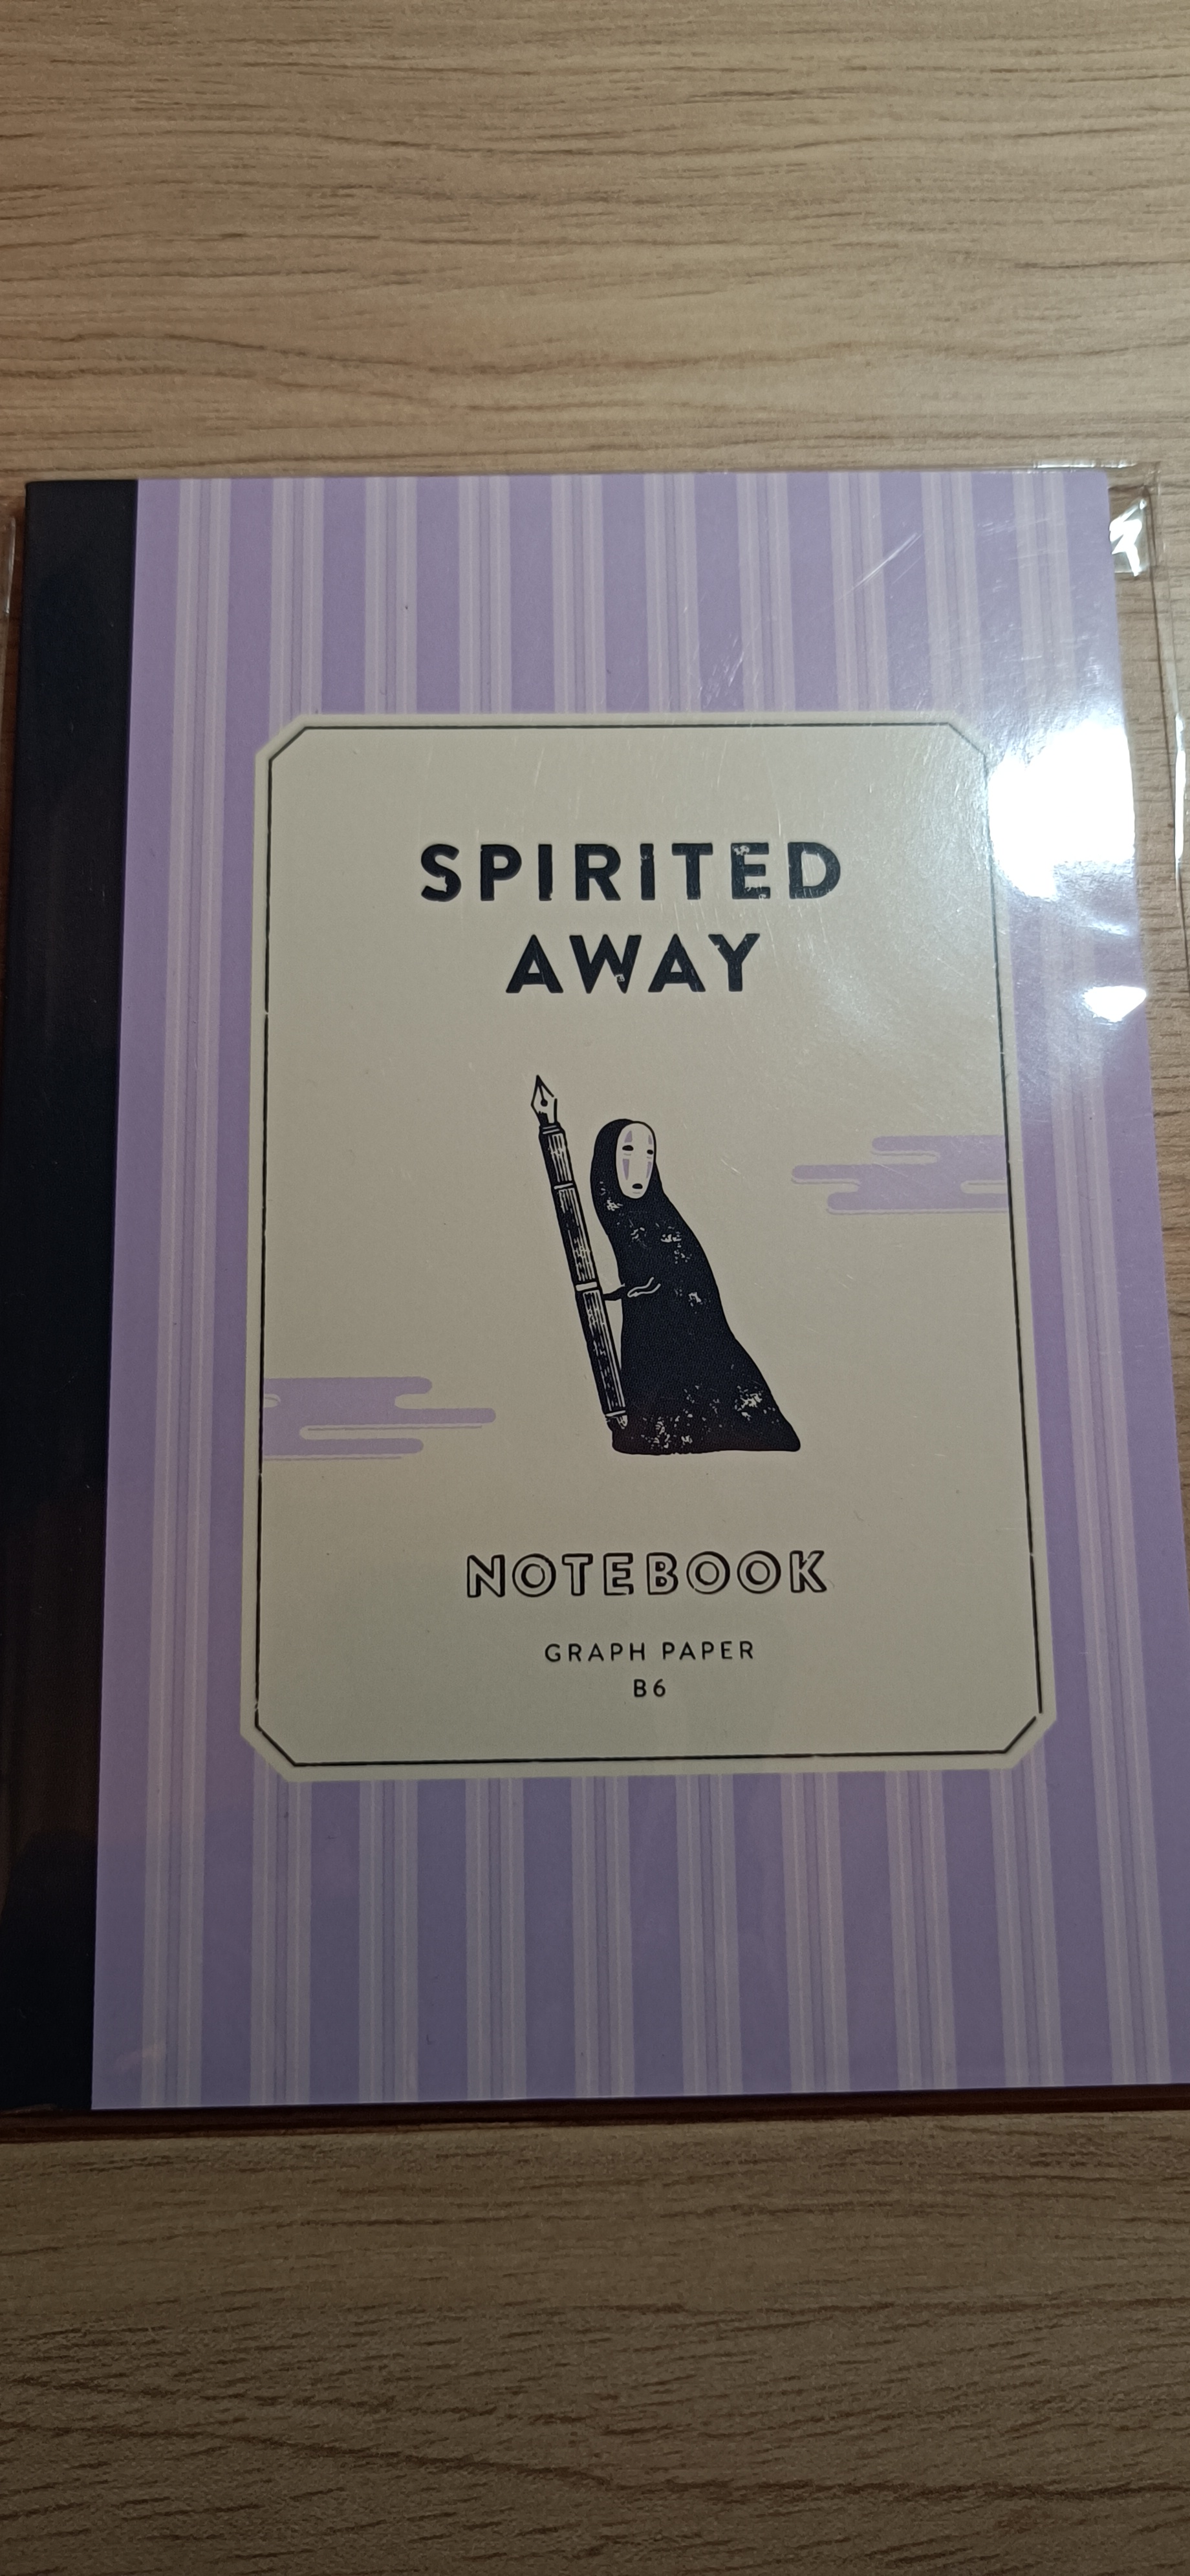 SPIRITED
AWAY
NOTEBOOK
GRAPH PAPER
B6